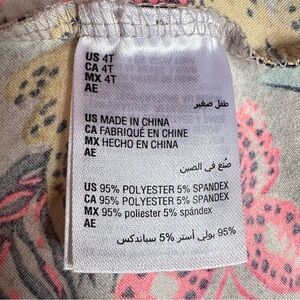 US 4T
CA 4T
MX 4T
AE
طفل صغير
US MADE IN CHINA
CA FABRIQUÉ EN CHINE
MX HECHO EN CHINA
AE
صُنع في الصين
US 95% POLYESTER 5% SPANDEX
CA 95% POLYESTER 5% SPANDEX
MX 95% poliester 5% spándex
AE
95% بولي أستر 5% سباندكس